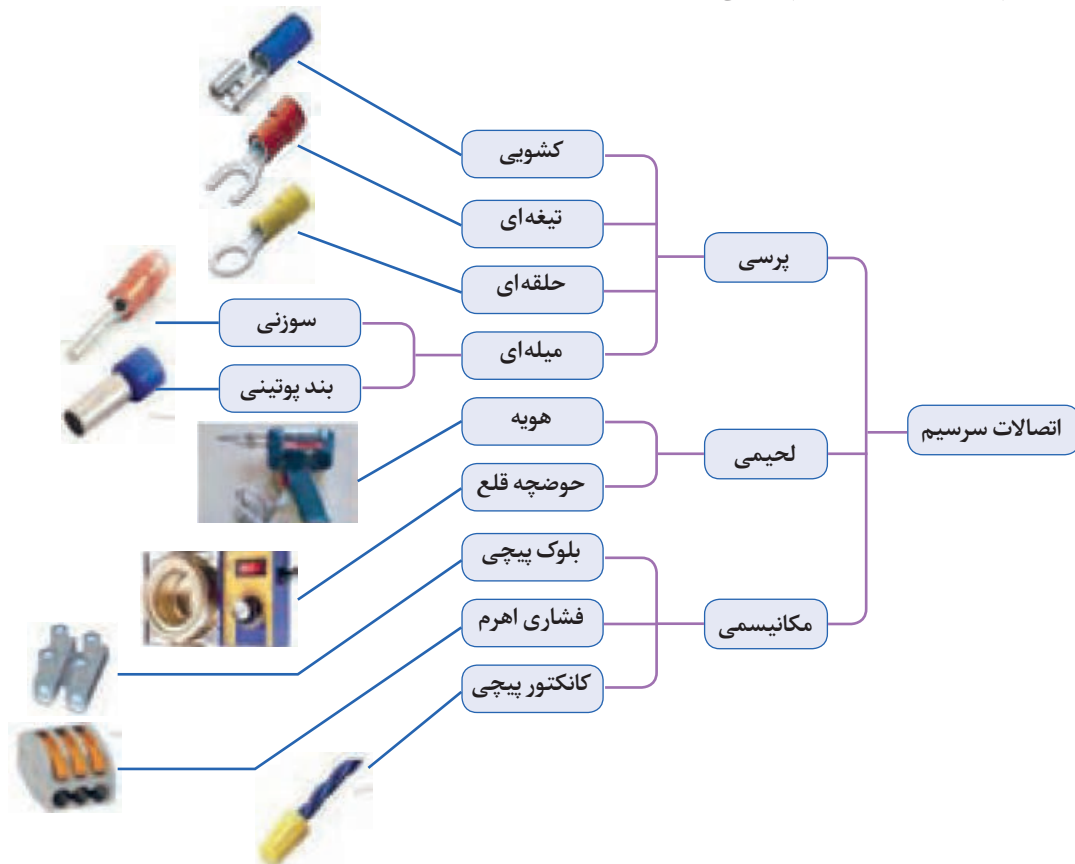 اتصالات سرسیم
پرسی
کشویی
تیغه‌ای
حلقه‌ای
میله‌ای
سوزنی
بند پوتینی
لحیمی
هویه
حوضچه قلع
مکانیسمی
بلوک پیچی
فشاری اهرم
کانکتور پیچی